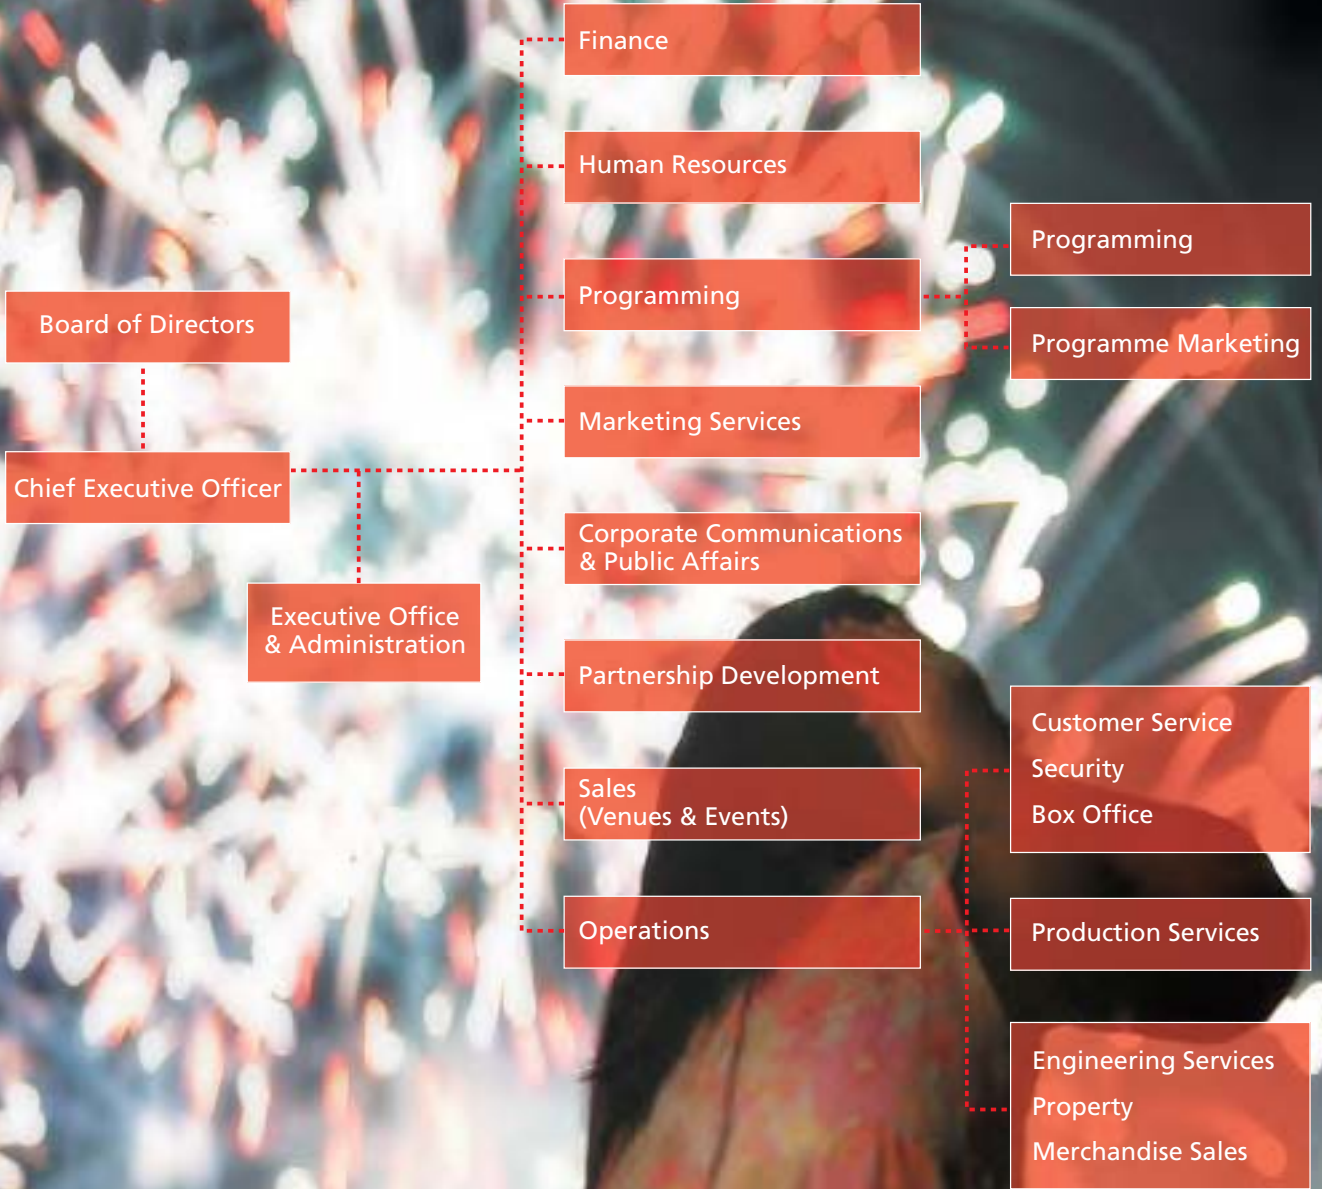 Board of Directors
Chief Executive Officer
Executive Office
& Administration
Finance
Human Resources
Programming
Marketing Services
Corporate Communications
& Public Affairs
Partnership Development
Sales
(Venues & Events)
Operations
Programming
Programme Marketing
Customer Service
Security
Box Office
Production Services
Engineering Services
Property
Merchandise Sales